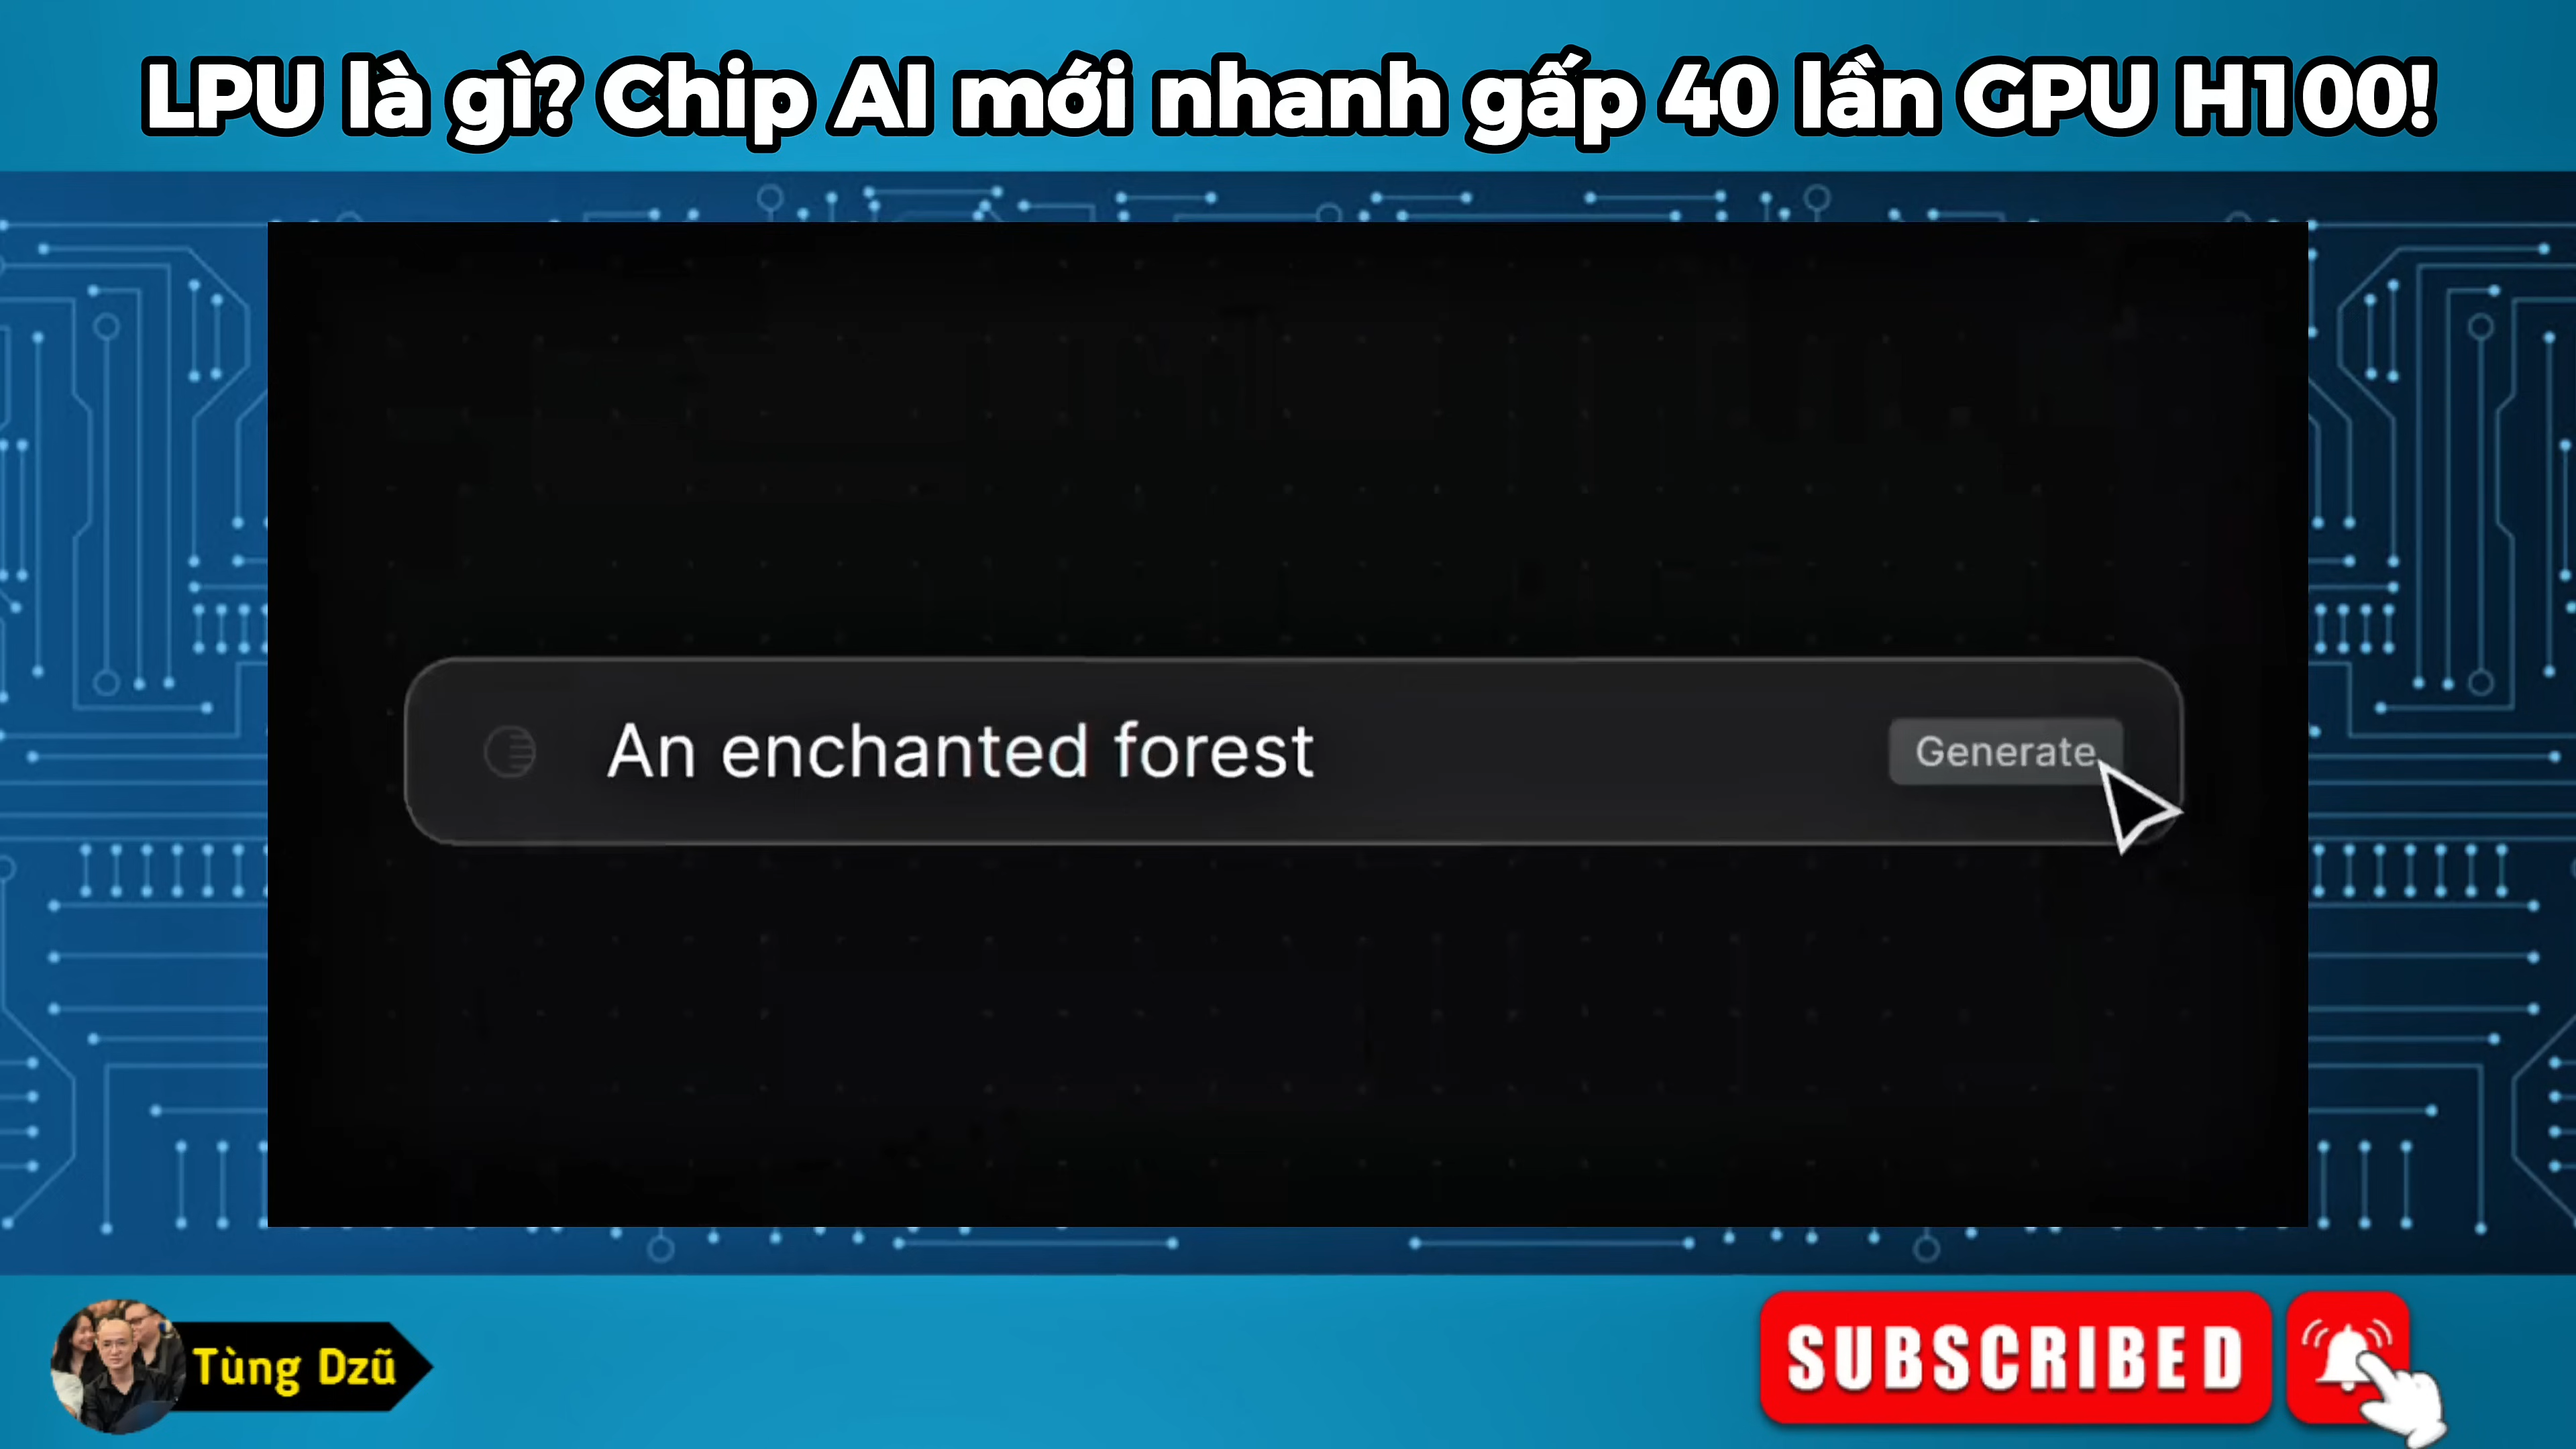 LPU là gì? Chip AI mới nhanh gấp 40 lần GPU H100!
An enchanted forest
Generate
Tùng Dzũ
SUBSCRIBED